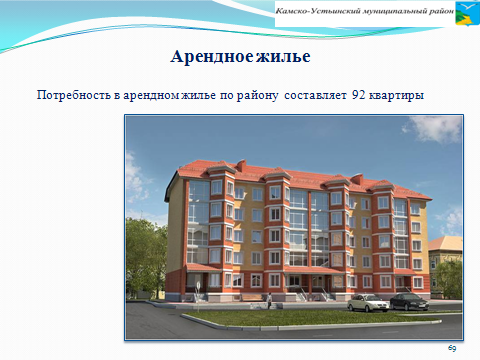 Камско-Устьинский муниципальный район
Арендное жилье
Потребность в арендном жилье по району составляет 92 квартиры
69